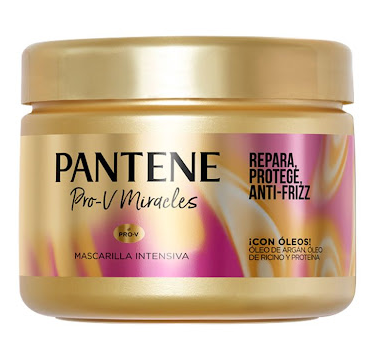 PANTENE
Pro-V Miracles
PRO-V
MASCARILLA INTENSIVA
REPARA,
PROTEGE,
ANTI-FRIZZ
¡CON ÓLEOS!
ÓLEO DE ARGÁN, ÓLEO
DE RICINO Y PROTEÍNA